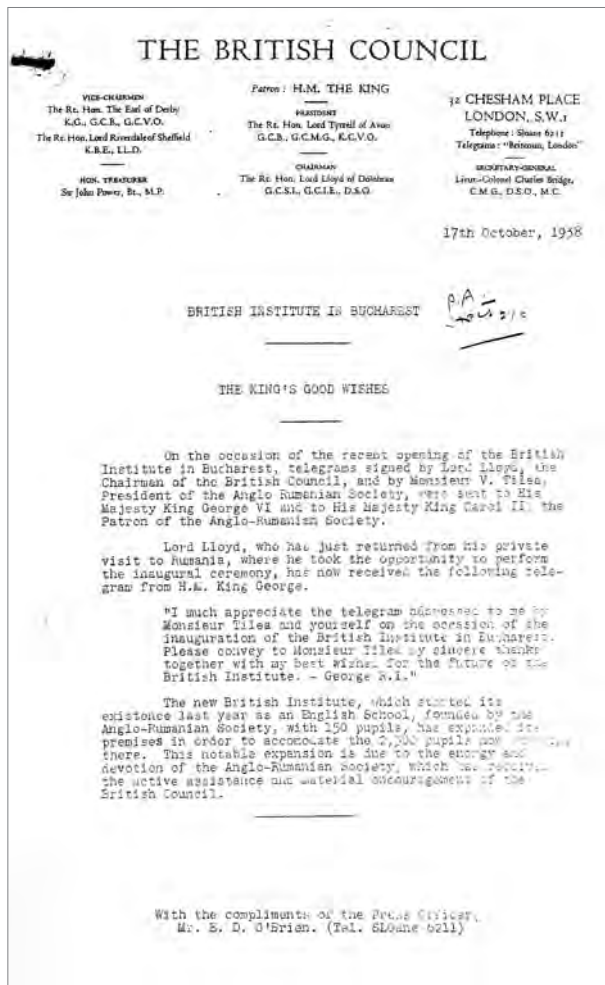 THE BRITISH COUNCIL
VICE-CHAIRMEN
The Rt. Hon. The Earl of Derby
K.G., G.C.B., G.C.V.O.
The Rt. Hon. Lord Riverdale of Sheffield
K.B.E., LL.D.
HON. TREASURER
Sir John Power, Bt., M.P.
Patron: H.M. THE KING
PRESIDENT
The Rt. Hon. Lord Tyrrell of Avon
G.C.B., G.C.M.G., K.C.V.O.
CHAIRMAN
The Rt. Hon. Lord Lloyd of Dolobran
G.C.S.I., G.C.I.E., D.S.O.
32 CHESHAM PLACE
LONDON, S.W.1
Telephone: Sloane 6211
Telegrams: "Britcoun, London"
SECRETARY-GENERAL
Lieut-Colonel Charles Bridge,
C.M.G., D.S.O., M.C.
17th October, 1938
BRITISH INSTITUTE IN BUCHAREST
P.A.
THE KING'S GOOD WISHES
On the occasion of the recent opening of the British
Institute in Bucharest, telegrams signed by Lord Lloyd, the
Chairman of the British Council, and by Monsieur V. Tilea,
President of the Anglo Rumanian Society, were sent to His
Majesty King George VI and to His Majesty King Carol II, the
Patron of the Anglo-Rumanian Society.
Lord Lloyd, who has just returned from his private
visit to Rumania, where he took the opportunity to perform
the inaugural ceremony, has now received the following tele-
gram from H.M. King George.
"I much appreciate the telegram addressed to me by
Monsieur Tilea and yourself on the occasion of the
inauguration of the British Institute in Bucharest.
Please convey to Monsieur Tilea my sincere thanks
together with my best wishes for the future of the
British Institute. - George R.I."
The new British Institute, which started its
existence last year as an English School, founded by the
Anglo-Rumanian Society, with 150 pupils, has expanded its
premises in order to accomodate the pupils now
there. This notable expansion is due to the energy and
devotion of the Anglo-Rumanian Society, which has received
the active assistance and material encouragement of the
British Council.
With the compliments of the Press Officer,
Mr. E. D. O'Brien. (Tel. SLoane 6211)